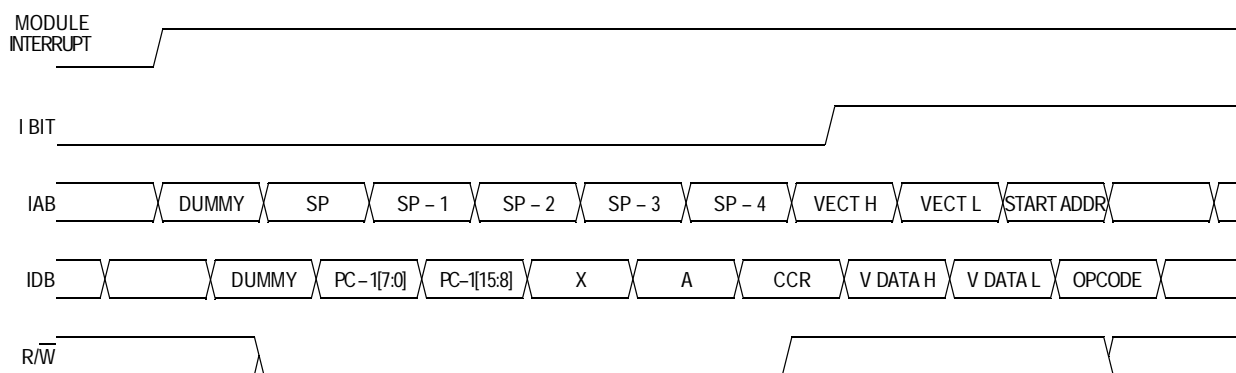 MODULE
INTERRUPT
I BIT
IAB DUMMY SP SP – 1 SP – 2 SP – 3 SP – 4 VECT H VECT L START ADDR
IDB DUMMY PC – 1[7:0] PC–1[15:8] X A CCR V DATA H V DATA L OPCODE
R/W̅